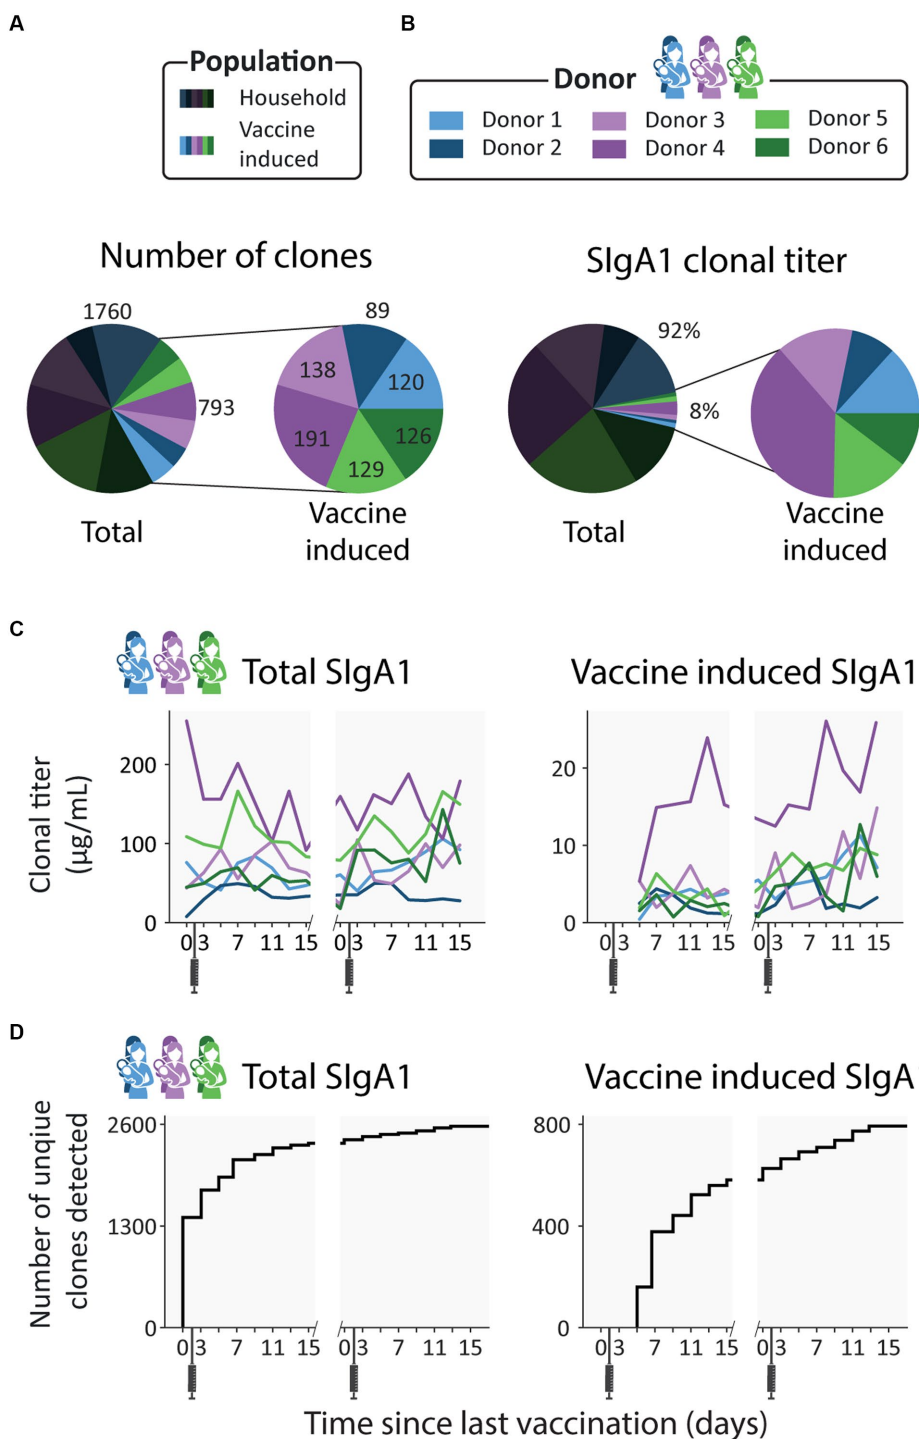 A
B
Population
Household
Vaccine
induced
Donor
Donor 1
Donor 3
Donor 5
Donor 2
Donor 4
Donor 6
Number of clones
SIgA1 clonal titer
1760
89
138
120
793
191
126
129
Total
Vaccine
induced
92%
8%
Total
Vaccine
induced
C
Total SIgA1
Vaccine induced SIgA1
Clonal titer
(µg/mL)
200
100
0
0 3 7 11 15
0 3 7 11 15
20
10
0
0 3 7 11 15
0 3 7 11 15
D
Total SIgA1
Vaccine induced SIgA
Number of unqiue
clones detected
2600
1300
0
0 3 7 11 15
0 3 7 11 15
800
400
0
0 3 7 11 15
0 3 7 11 15
Time since last vaccination (days)